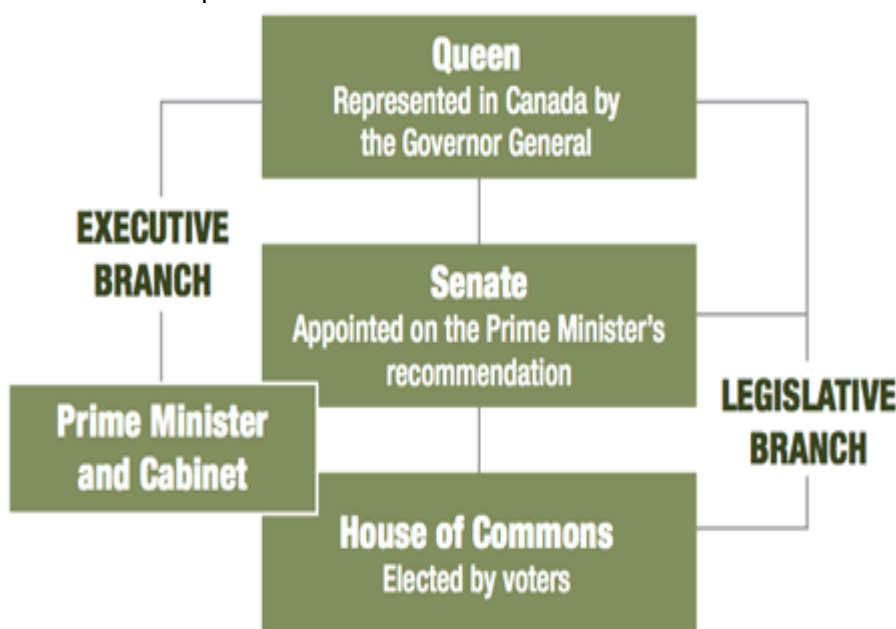 Queen
Represented in Canada by
the Governor General
EXECUTIVE
BRANCH
Senate
Appointed on the Prime Minister's
recommendation
Prime Minister
and Cabinet
LEGISLATIVE
BRANCH
House of Commons
Elected by voters